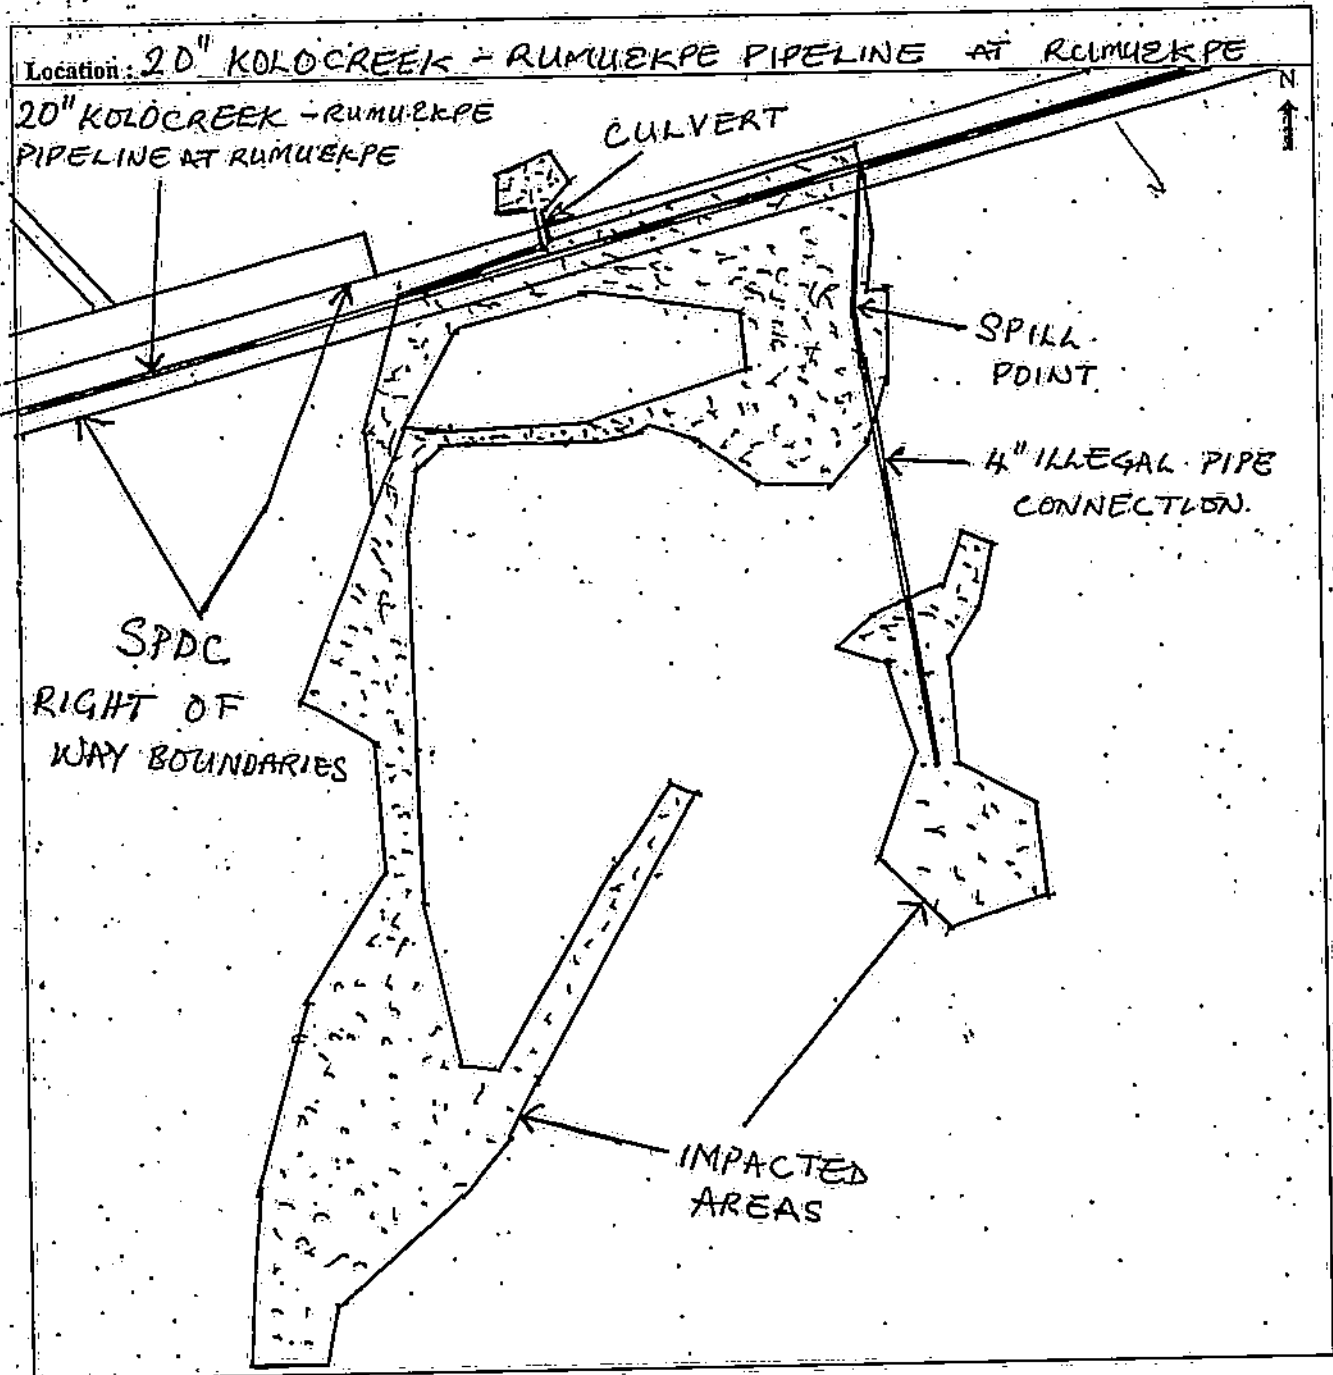 Location: 20" KOLOCREEK - RUMUEKPE PIPELINE AT RUMUEKPE
20" KOLOCREEK - RUMUEKPE
PIPELINE AT RUMUEKPE
CULVERT
N
SPILL
POINT.
4" ILLEGAL PIPE
CONNECTION.
SPDC
RIGHT OF
WAY BOUNDARIES
IMPACTED
AREAS